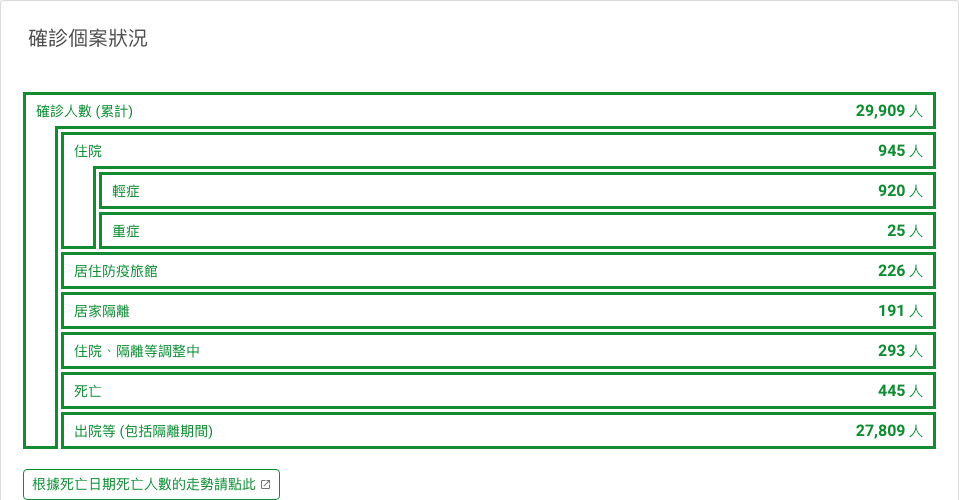 確診個案狀況
確診人數 (累計) 29,909 人
住院 945 人
輕症 920 人
重症 25 人
居住防疫旅館 226 人
居家隔離 191 人
住院、隔離等調整中 293 人
死亡 445 人
出院等 (包括隔離期間) 27,809 人
根據死亡日期死亡人數的走勢請點此